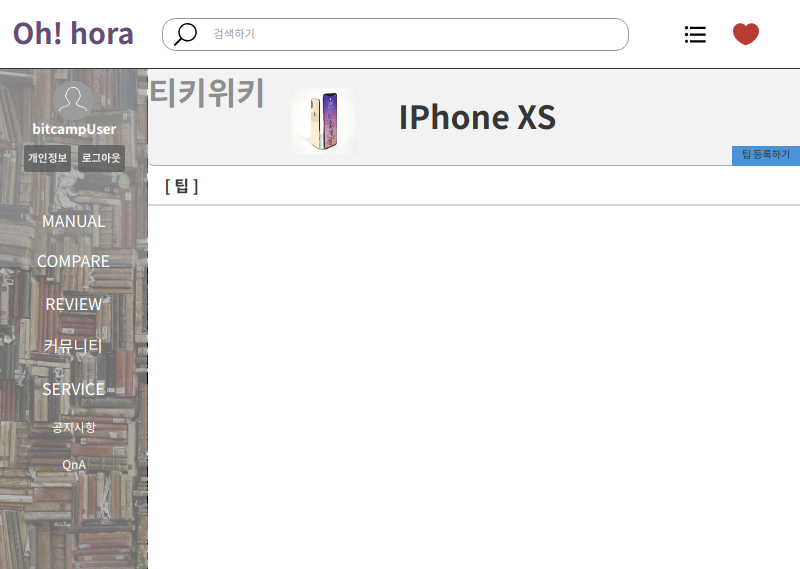 Oh! hora
검색하기
bitcampUser
개인정보
로그아웃
MANUAL
COMPARE
REVIEW
커뮤니티
SERVICE
공지사항
QnA
티키위키
IPhone XS
팁 등록하기
[ 팁 ]